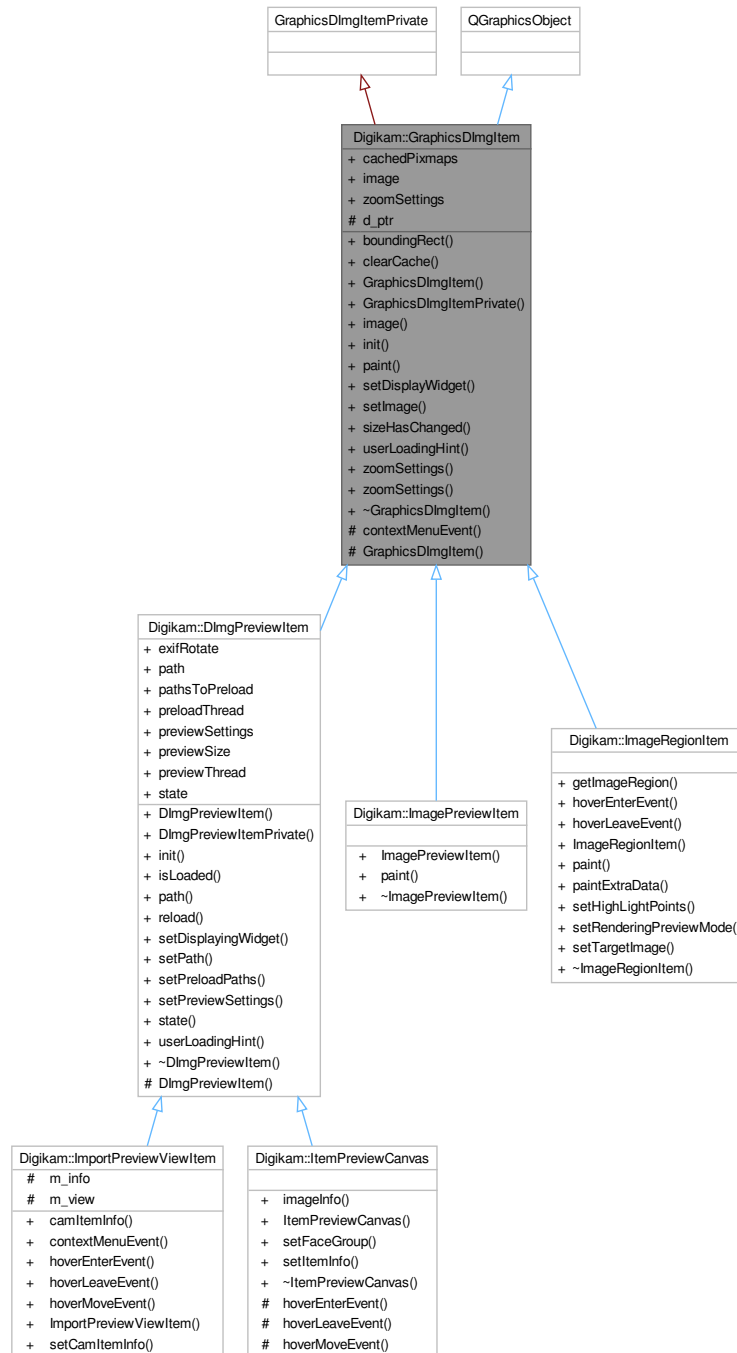 GraphicsDImgItemPrivate
QGraphicsObject
Digikam::GraphicsDImgItem
+ cachedPixmaps
+ image
+ zoomSettings
# d_ptr
+ boundingRect()
+ clearCache()
+ GraphicsDImgItem()
+ GraphicsDImgItemPrivate()
+ image()
+ init()
+ paint()
+ setDisplayWidget()
+ setImage()
+ sizeHasChanged()
+ userLoadingHint()
+ zoomSettings()
+ zoomSettings()
+ ~GraphicsDImgItem()
# contextMenuEvent()
# GraphicsDImgItem()
Digikam::DImgPreviewItem
+ exifRotate
+ path
+ pathsToPreload
+ preloadThread
+ previewSettings
+ previewSize
+ previewThread
+ state
+ DImgPreviewItem()
+ DImgPreviewItemPrivate()
+ init()
+ isLoaded()
+ path()
+ reload()
+ setDisplayingWidget()
+ setPath()
+ setPreloadPaths()
+ setPreviewSettings()
+ state()
+ userLoadingHint()
+ ~DImgPreviewItem()
# DImgPreviewItem()
Digikam::ImagePreviewItem
+ ImagePreviewItem()
+ paint()
+ ~ImagePreviewItem()
Digikam::ImageRegionItem
+ getImageRegion()
+ hoverEnterEvent()
+ hoverLeaveEvent()
+ ImageRegionItem()
+ paint()
+ paintExtraData()
+ setHighLightPoints()
+ setRenderingPreviewMode(
+ setTargetImage()
+ ~ImageRegionItem()
Digikam::ImportPreviewViewItem
# m_info
# m_view
+ camItemInfo()
+ contextMenuEvent()
+ hoverEnterEvent()
+ hoverLeaveEvent()
+ hoverMoveEvent()
+ ImportPreviewViewItem()
+ setCamItemInfo()
Digikam::ItemPreviewCanvas
+ imageInfo()
+ ItemPreviewCanvas()
+ setFaceGroup()
+ setItemInfo()
+ ~ItemPreviewCanvas()
# hoverEnterEvent()
# hoverLeaveEvent()
# hoverMoveEvent()